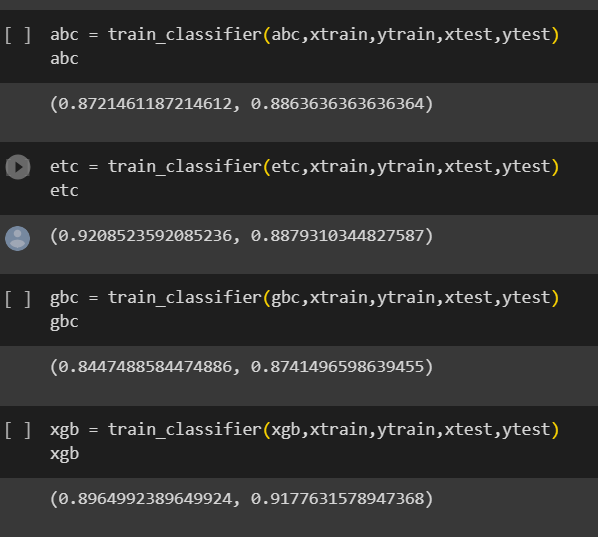 [ ] abc = train_classifier(abc,xtrain,ytrain,xtest,ytest)
abc
(0.8721461187214612, 0.8863636363636364)
etc = train_classifier(etc,xtrain,ytrain,xtest,ytest)
etc
(0.9208523592085236, 0.8879310344827587)
[ ] gbc = train_classifier(gbc,xtrain,ytrain,xtest,ytest)
gbc
(0.8447488584474886, 0.8741496598639455)
[ ] xgb = train_classifier(xgb,xtrain,ytrain,xtest,ytest)
xgb
(0.8964992389649924, 0.9177631578947368)